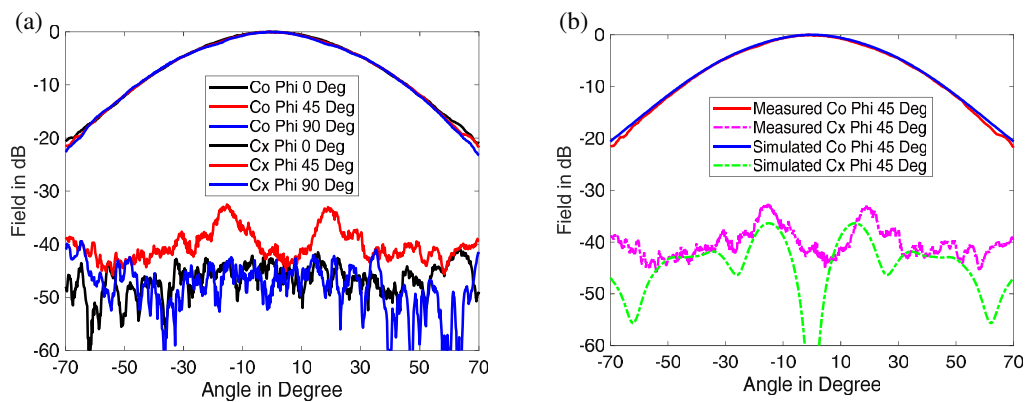 (a)
0
-10
-20
-30
-40
-50
-60
Field in dB
Co Phi 0 Deg
Co Phi 45 Deg
Co Phi 90 Deg
Cx Phi 0 Deg
Cx Phi 45 Deg
Cx Phi 90 Deg
-70 -50 -30 -10 10 30 50 70
Angle in Degree
(b)
0
-10
-20
-30
-40
-50
-60
Field in dB
Measured Co Phi 45 Deg
Measured Cx Phi 45 Deg
Simulated Co Phi 45 Deg
Simulated Cx Phi 45 Deg
-70 -50 -30 -10 10 30 50 70
Angle in Degree